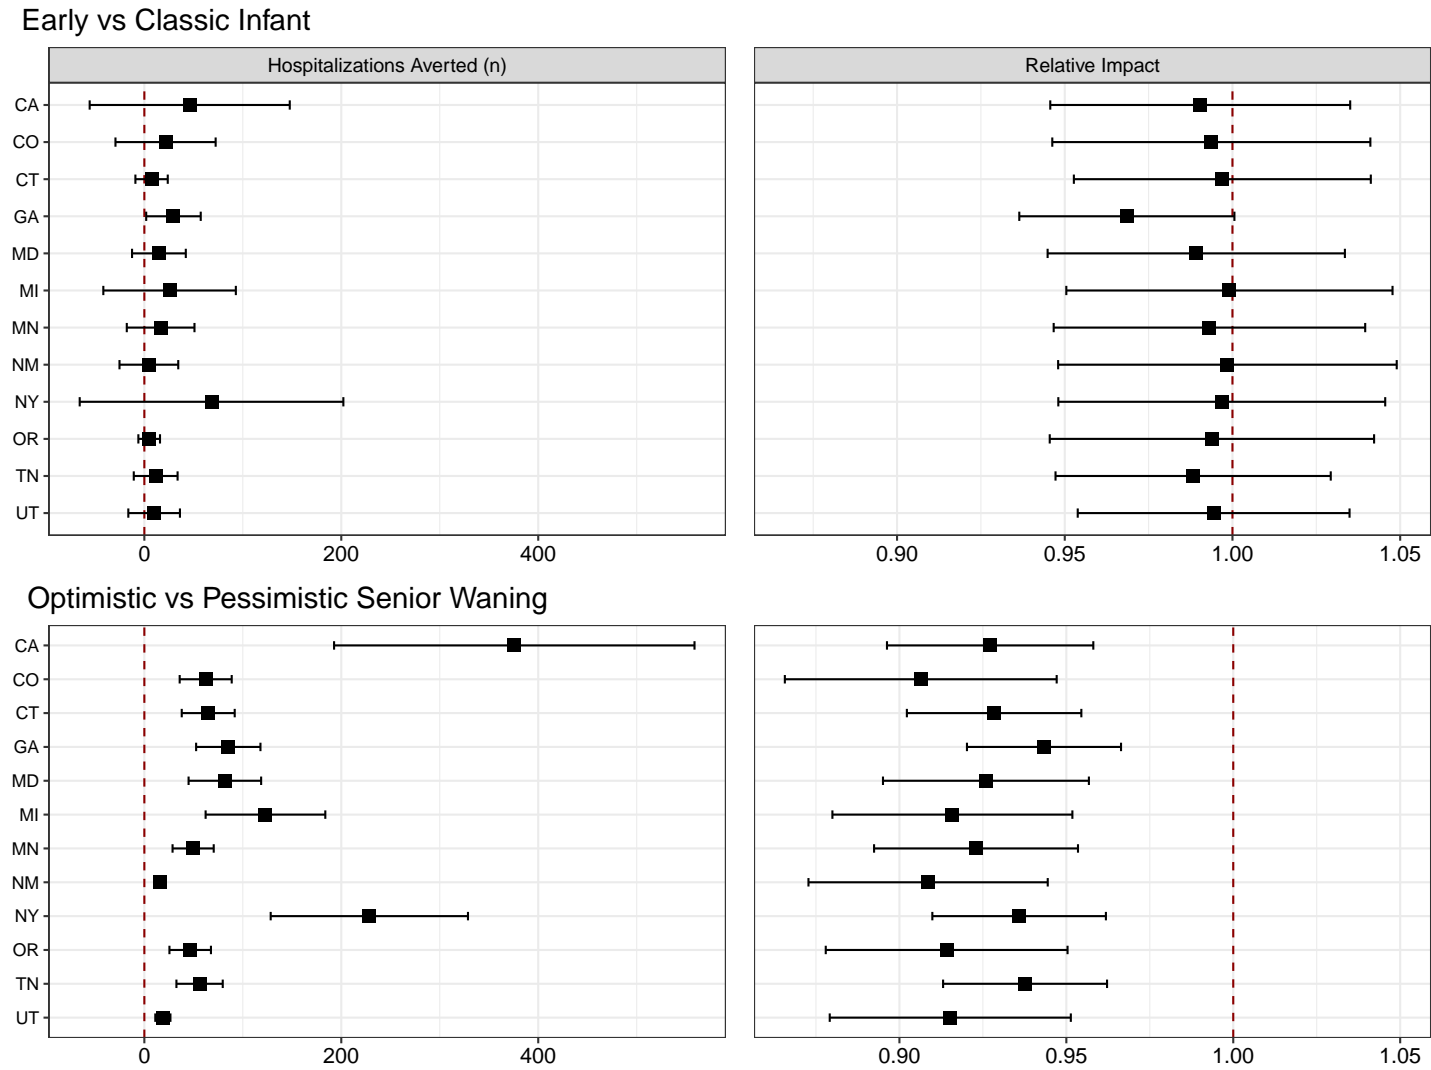 Early vs Classic Infant
Hospitalizations Averted (n)
Relative Impact
CA
CO
CT
GA
MD
MI
MN
NM
NY
OR
TN
UT
0 200 400
0.90 0.95 1.00 1.05
Optimistic vs Pessimistic Senior Waning
CA
CO
CT
GA
MD
MI
MN
NM
NY
OR
TN
UT
0 200 400
0.90 0.95 1.00 1.05